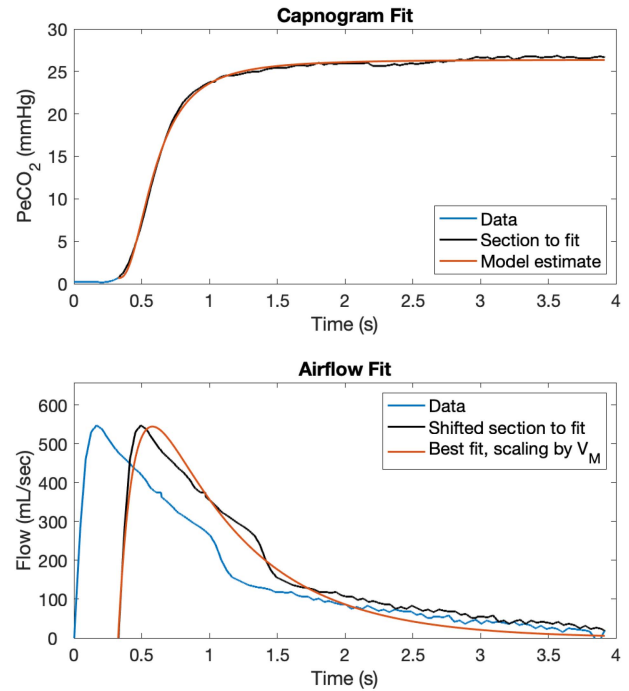 Capnogram Fit
30
25
20
15
10
5
0
PeCO₂ (mmHg)
Data
Section to fit
Model estimate
0 0.5 1 1.5 2 2.5 3 3.5 4
Time (s)
Airflow Fit
600
500
400
300
200
100
0
Flow (mL/sec)
Data
Shifted section to fit
Best fit, scaling by V_M
0 0.5 1 1.5 2 2.5 3 3.5 4
Time (s)